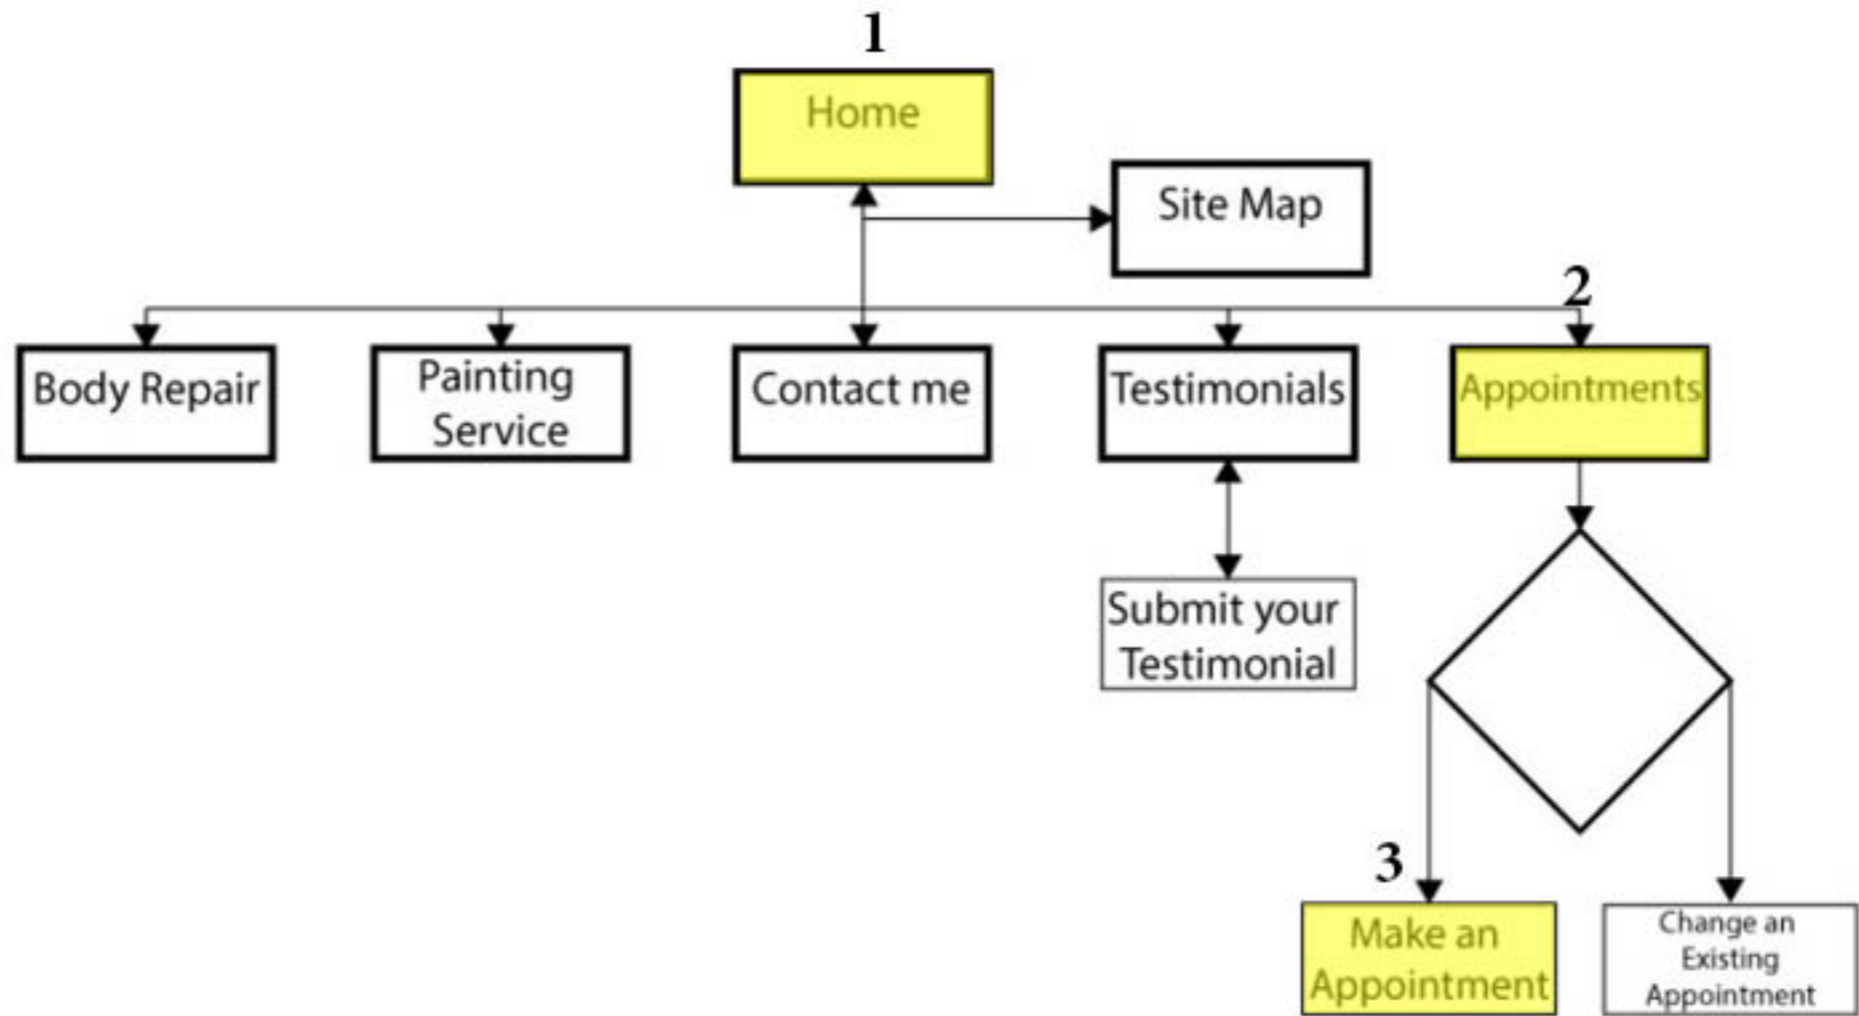 1
Home
Site Map
2
Body Repair
Painting
Service
Contact me
Testimonials
Appointments
Submit your
Testimonial
3
Make an
Appointment
Change an
Existing
Appointment